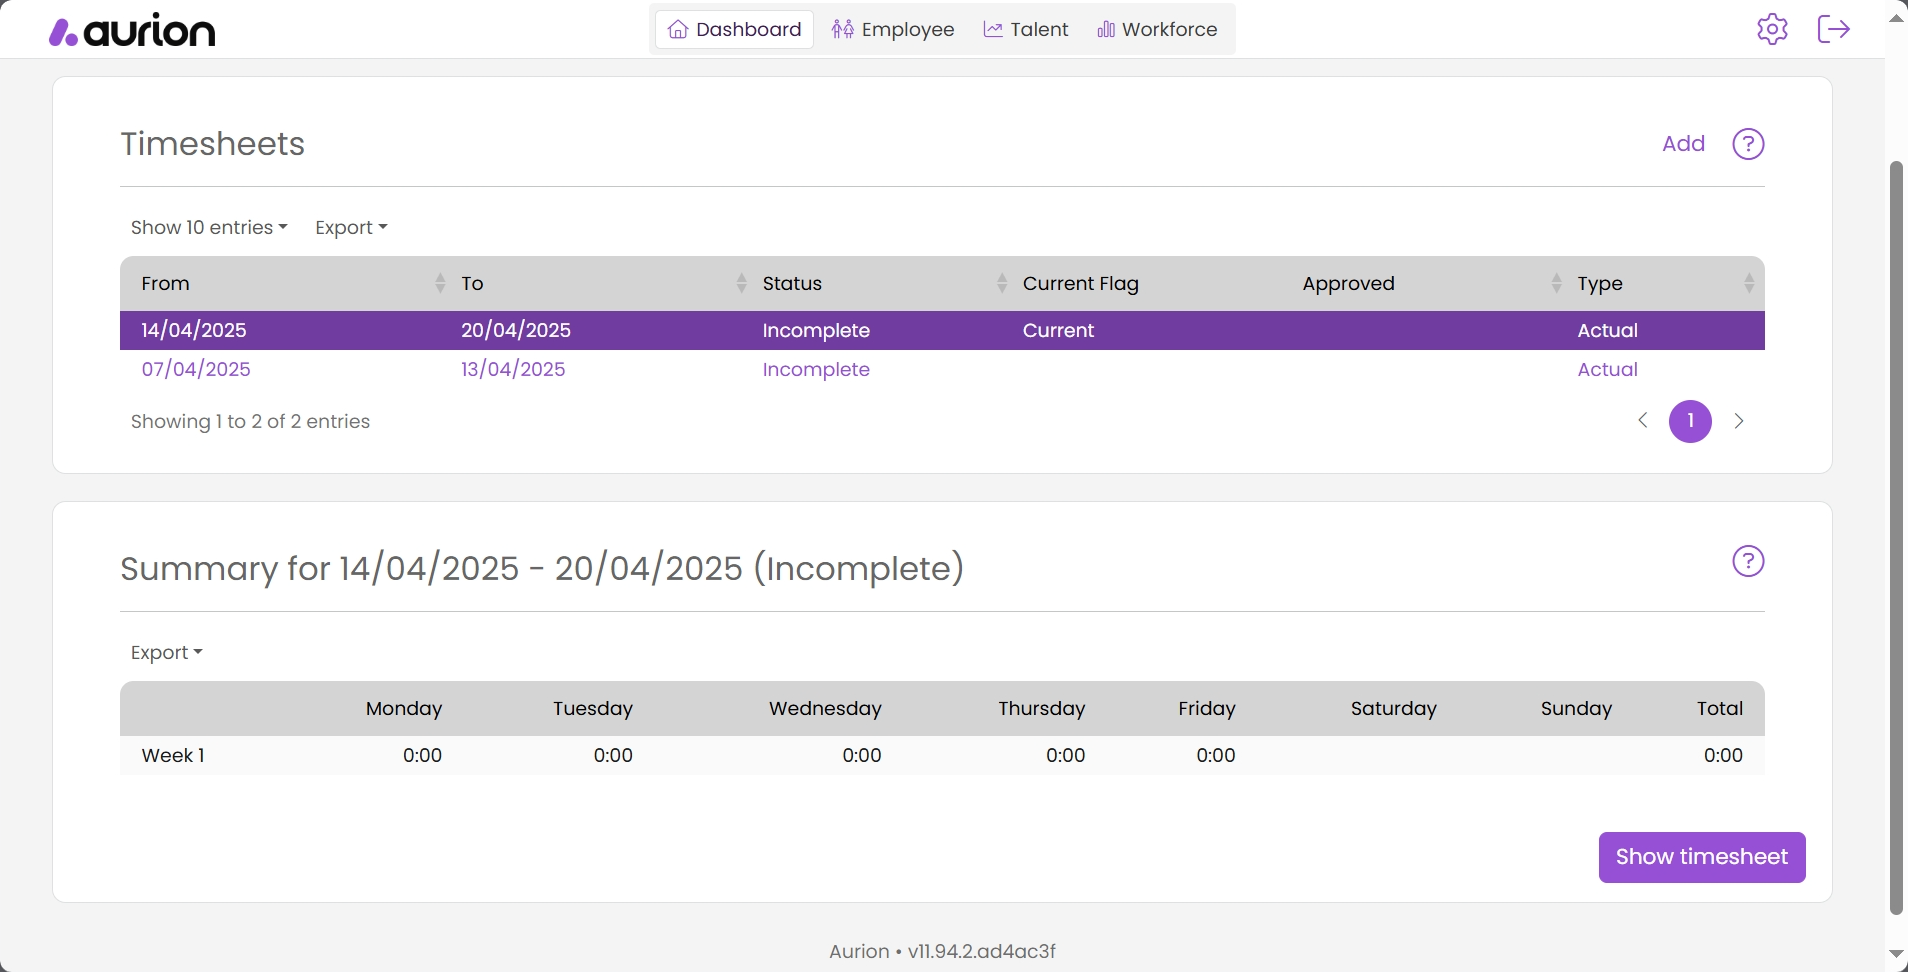 aurion
Dashboard Employee Talent Workforce
Timesheets
Add ?
Show 10 entries Export
From To Status Current Flag Approved Type
14/04/2025 20/04/2025 Incomplete Current Actual
07/04/2025 13/04/2025 Incomplete Actual
Showing 1 to 2 of 2 entries
1
Summary for 14/04/2025 - 20/04/2025 (Incomplete)
?
Export
Monday Tuesday Wednesday Thursday Friday Saturday Sunday Total
Week 1 0:00 0:00 0:00 0:00 0:00 0:00
Show timesheet
Aurion • v11.94.2.ad4ac3f